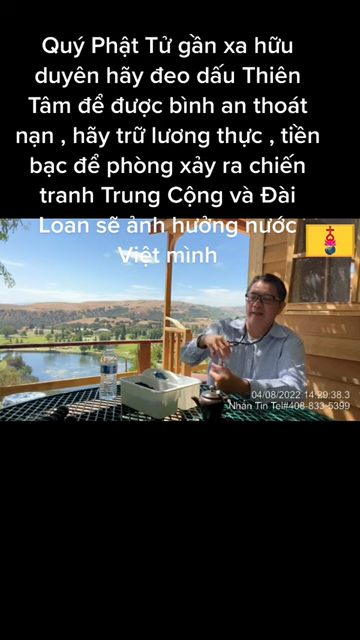 Quý Phật Tử gần xa hữu
duyên hãy đeo dấu Thiên
Tâm để được bình an thoát
nạn , hãy trữ lương thực , tiền
bạc để phòng xảy ra chiến
tranh Trung Cộng và Đài
Loan sẽ ảnh hưởng nước
Việt mình
04/08/2022 14:29:38.3
Nhắn Tin Tel#408-833-5399